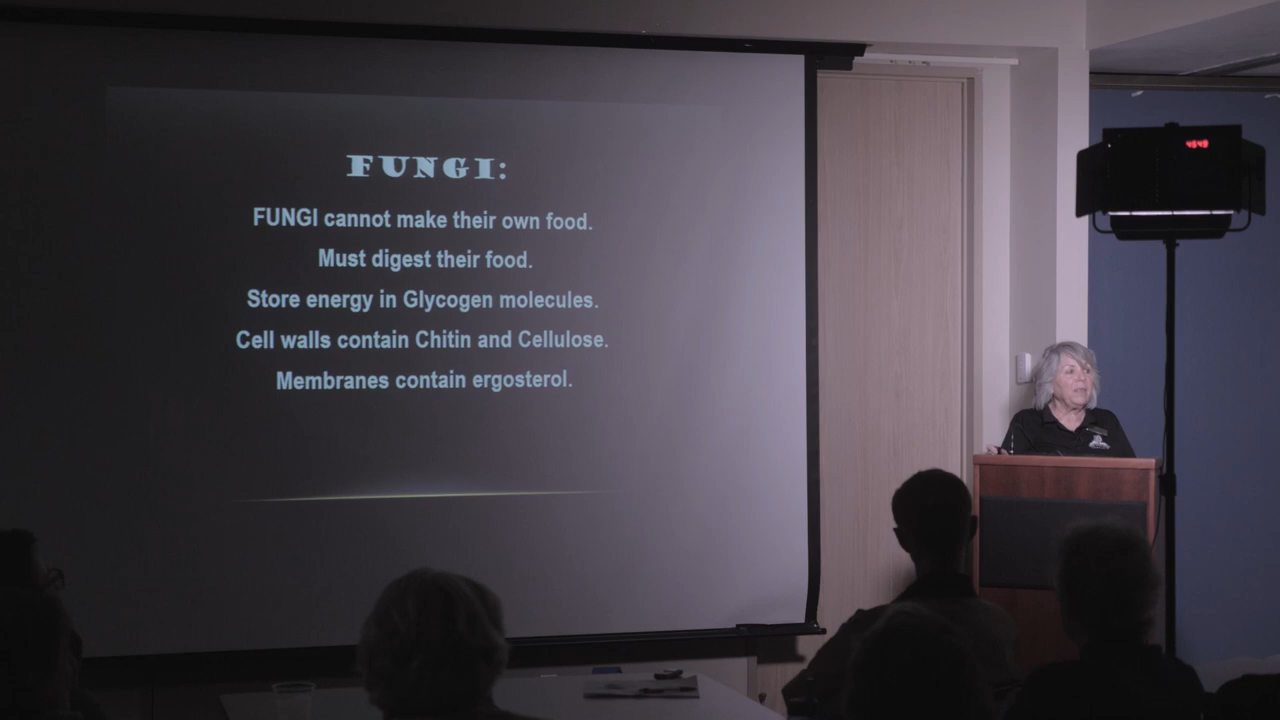 FUNGI:
FUNGI cannot make their own food.
Must digest their food.
Store energy in Glycogen molecules.
Cell walls contain Chitin and Cellulose.
Membranes contain ergosterol.